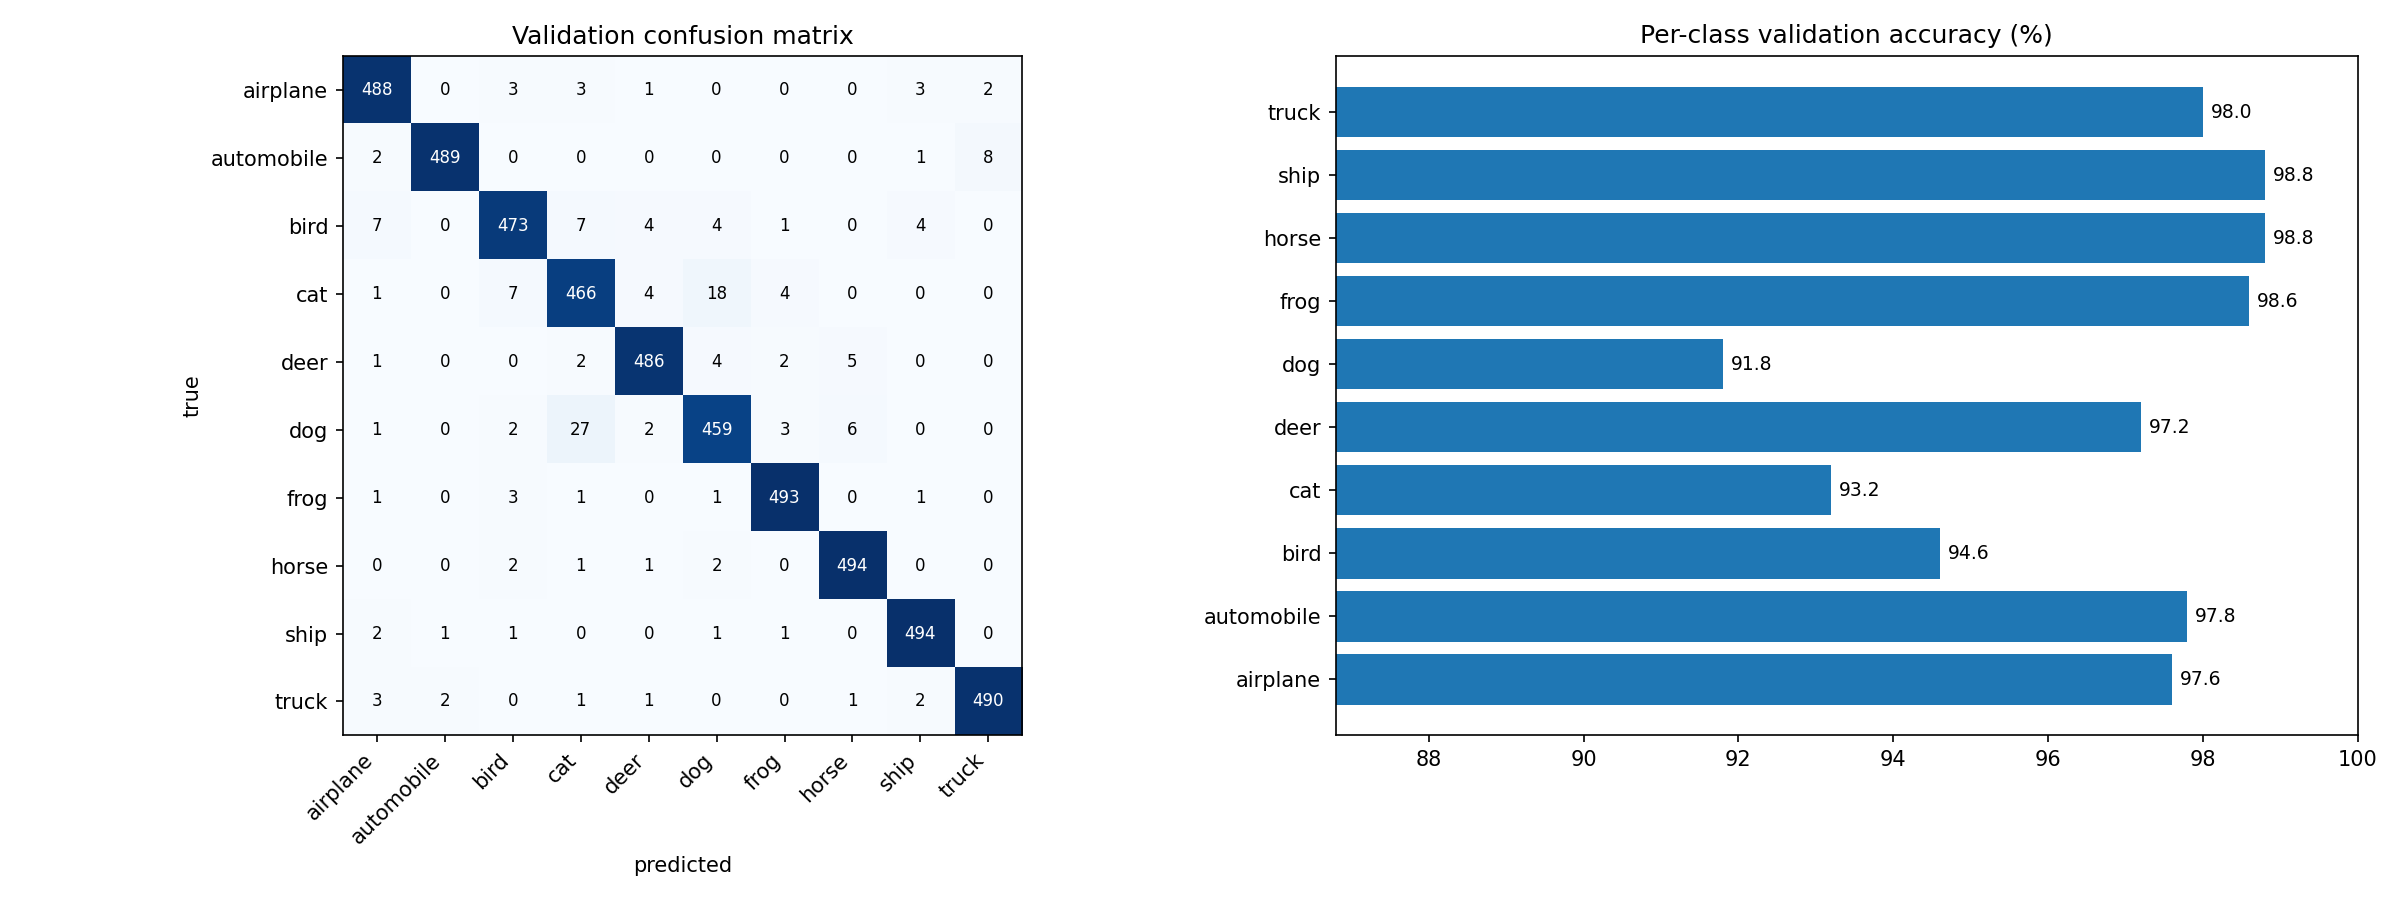 Validation confusion matrix
airplane 488 0 3 3 1 0 0 0 3 2
automobile 2 489 0 0 0 0 0 0 1 8
bird 7 0 473 7 4 4 1 0 4 0
cat 1 0 7 466 4 18 4 0 0 0
deer 1 0 0 2 486 4 2 5 0 0
dog 1 0 2 27 2 459 3 6 0 0
frog 1 0 3 1 0 1 493 0 1 0
horse 0 0 2 1 1 2 0 494 0 0
ship 2 1 1 0 0 1 1 0 494 0
truck 3 2 0 1 1 0 0 1 2 490
true
airplane automobile bird cat deer dog frog horse ship truck
predicted
Per-class validation accuracy (%)
truck 98.0
ship 98.8
horse 98.8
frog 98.6
dog 91.8
deer 97.2
cat 93.2
bird 94.6
automobile 97.8
airplane 97.6
88 90 92 94 96 98 100